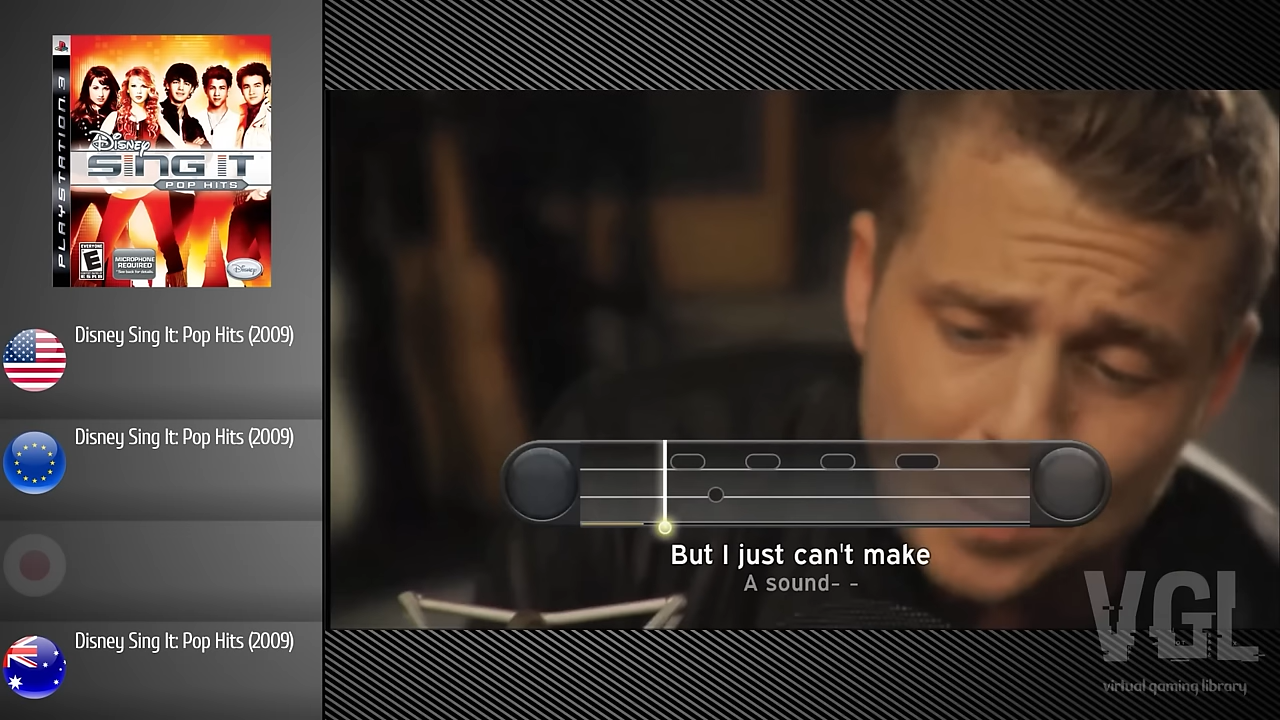 PLAYSTATION 3
Disney
SING IT
POP HITS
EVERYONE
E
ESRB
MICROPHONE
REQUIRED
Disney
Disney Sing It: Pop Hits (2009)
Disney Sing It: Pop Hits (2009)
Disney Sing It: Pop Hits (2009)
But I just can't make
A sound- -
VGL
virtual gaming library